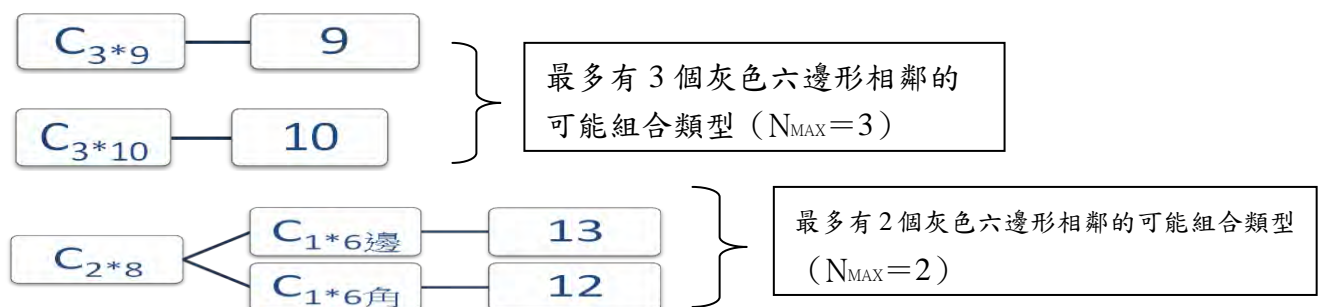 C3*9 9
C3*10 10
最多有 3 個灰色六邊形相鄰的
可能組合類型（NMAX＝3）
C2*8
C1*6邊 13
C1*6角 12
最多有 2 個灰色六邊形相鄰的可能組合類型
（NMAX＝2）